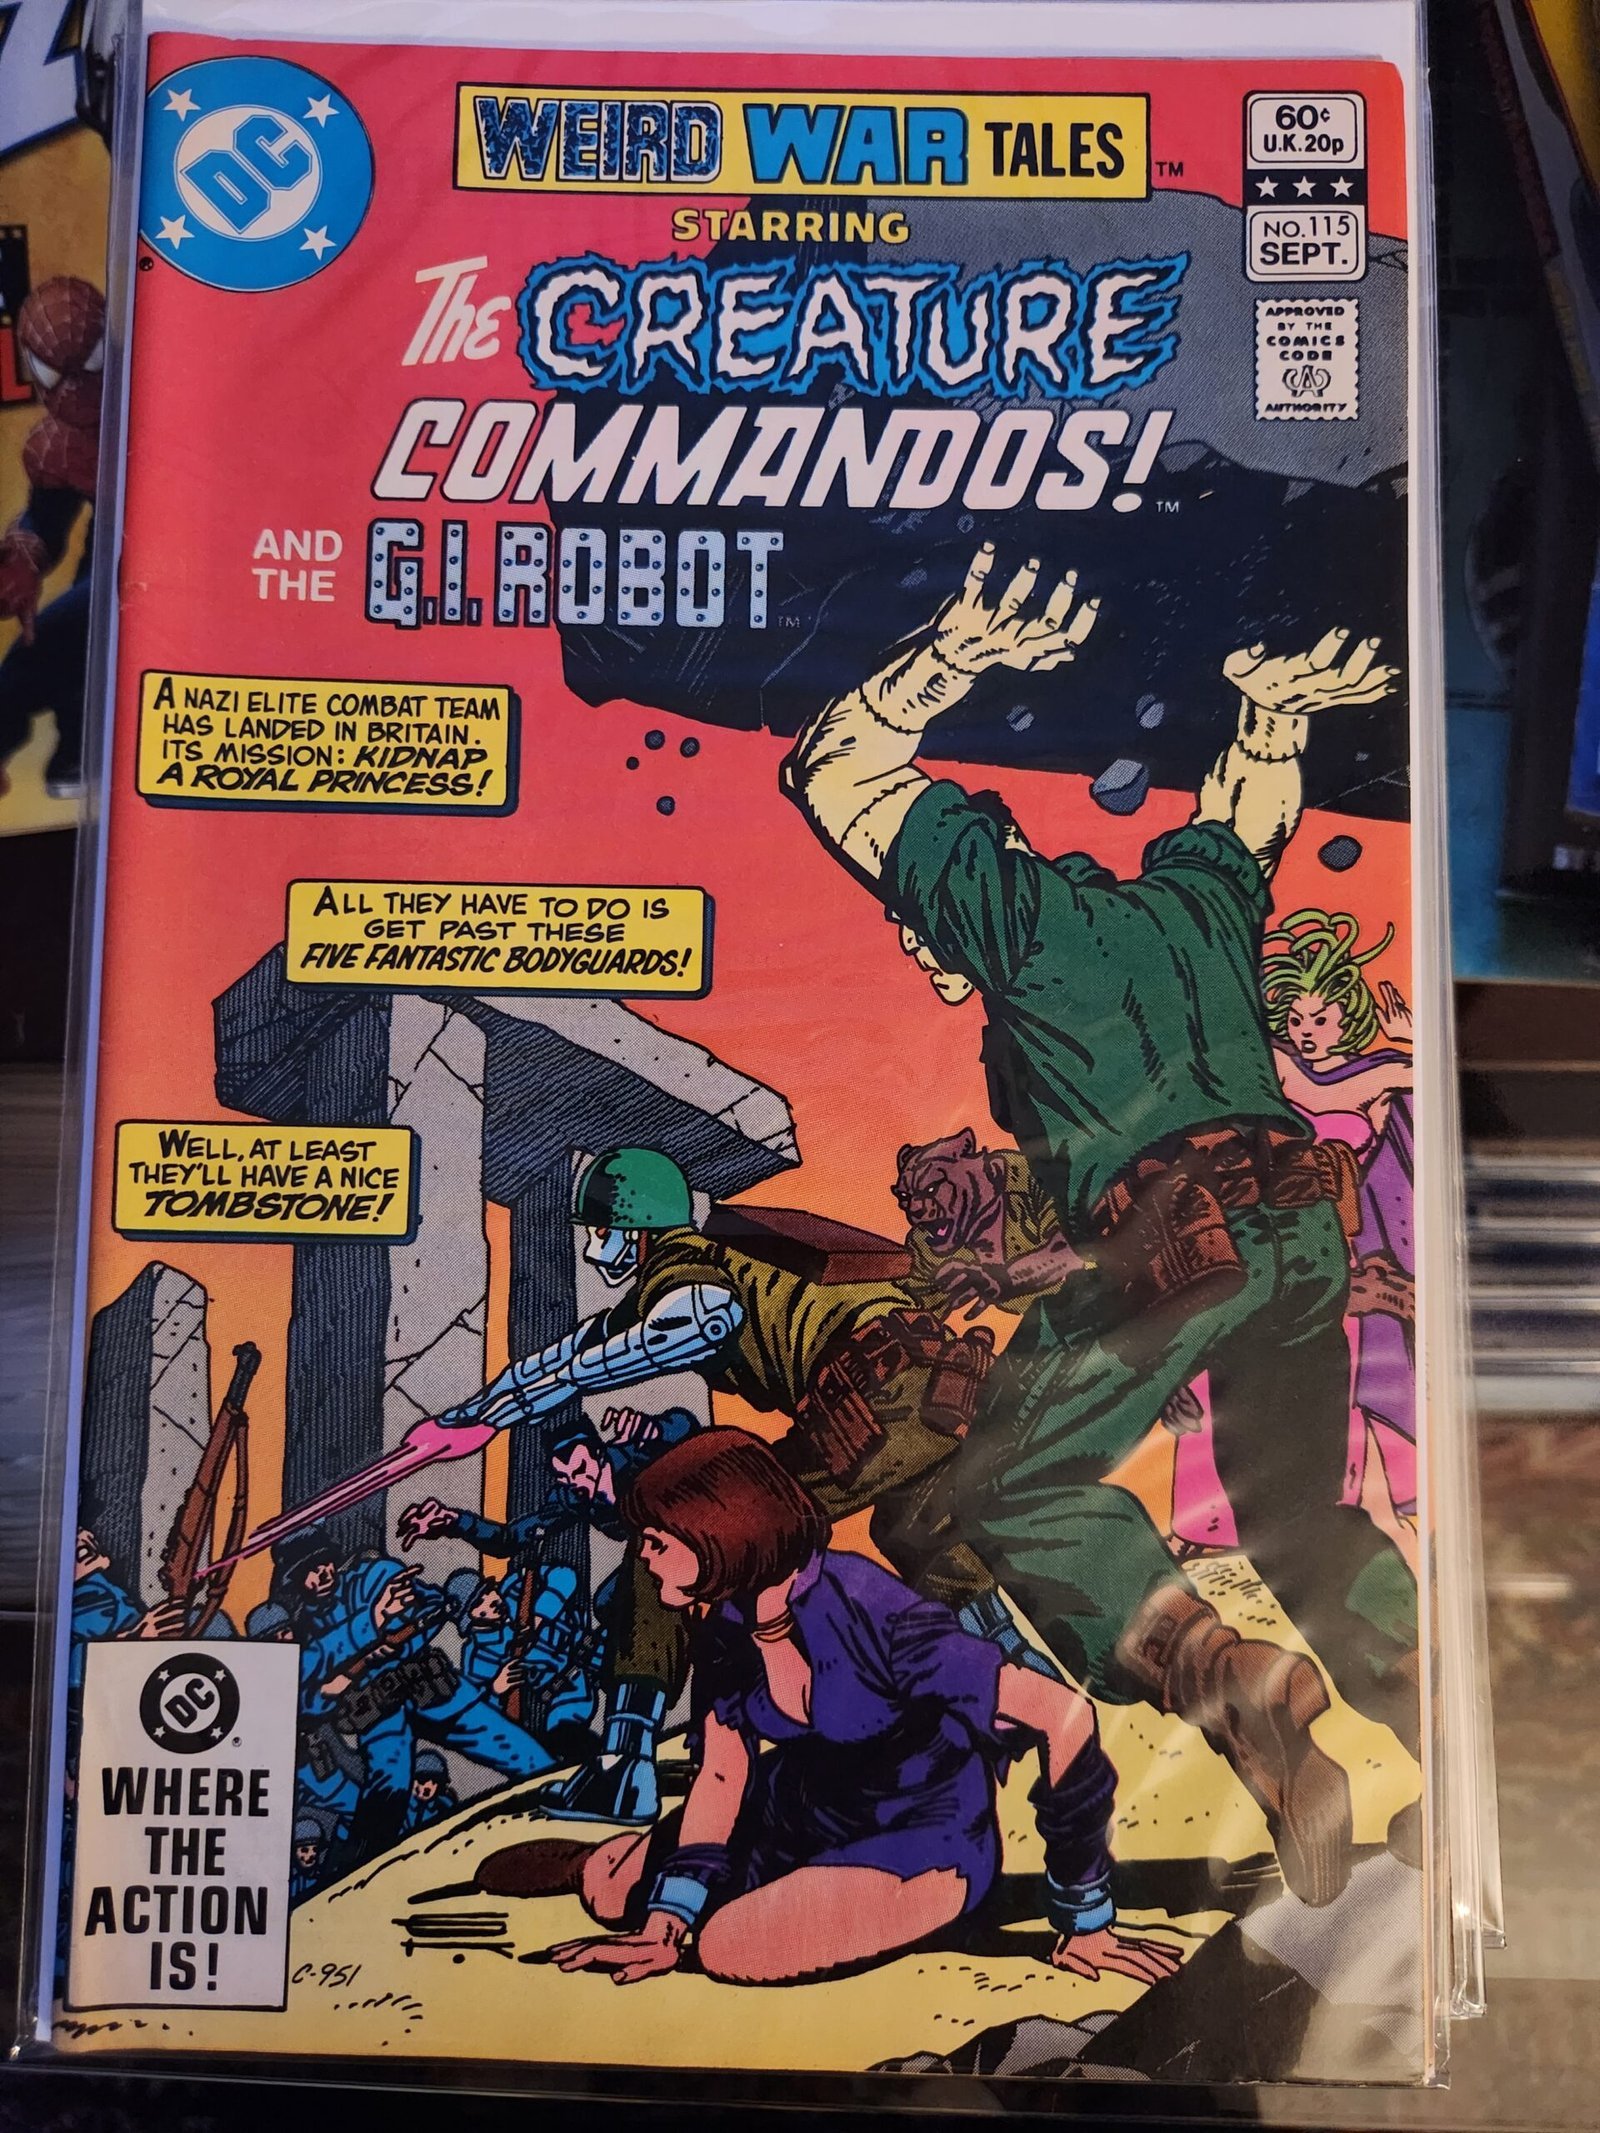 DC
WEIRD WAR TALES ™
STARRING
The CREATURE
COMMANDOS! ™
AND THE G.I. ROBOT ™
60¢
U.K. 20p
NO. 115
SEPT.
APPROVED
BY THE
COMICS
CODE
AUTHORITY
A NAZI ELITE COMBAT TEAM
HAS LANDED IN BRITAIN.
ITS MISSION: KIDNAP
A ROYAL PRINCESS!
ALL THEY HAVE TO DO IS
GET PAST THESE
FIVE FANTASTIC BODYGUARDS!
WELL, AT LEAST
THEY'LL HAVE A NICE
TOMBSTONE!
DC ®
WHERE
THE
ACTION
IS!
C-951